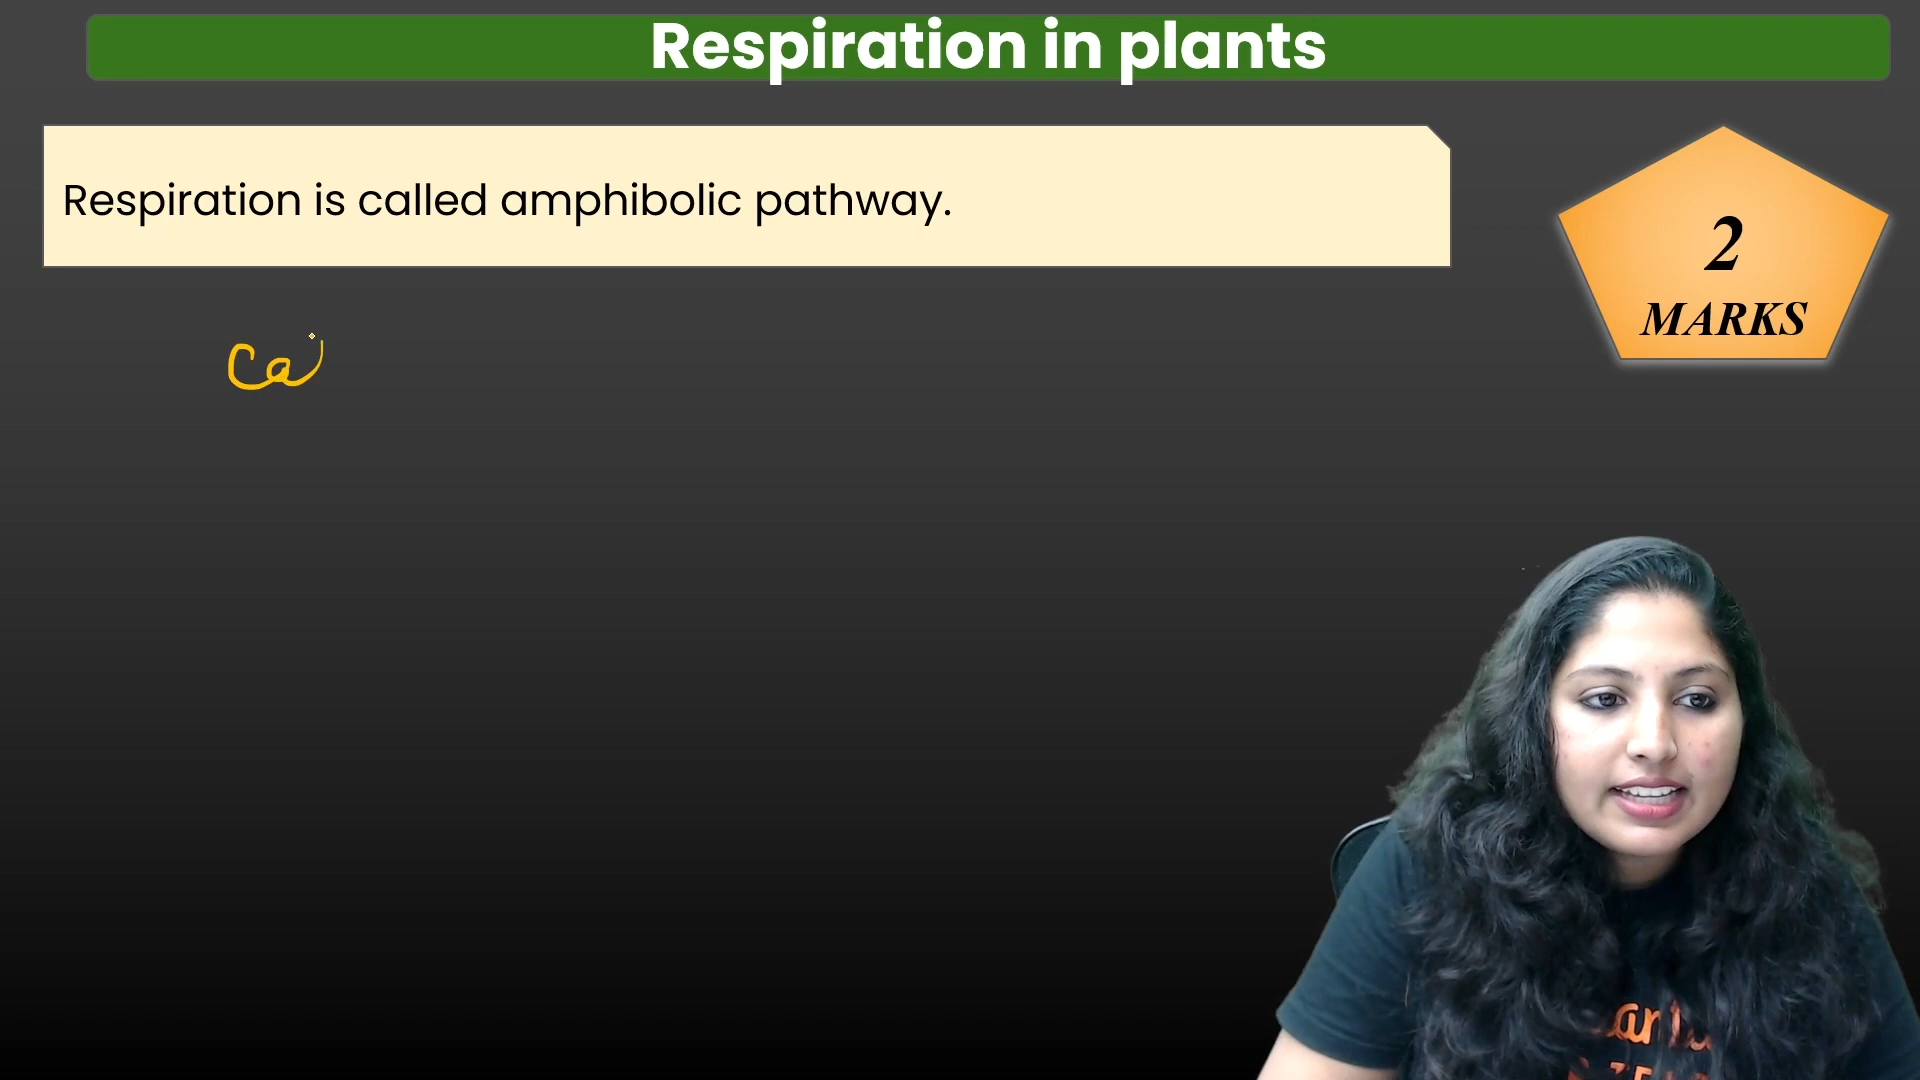 Respiration in plants
Respiration is called amphibolic pathway.
2
MARKS
Ca